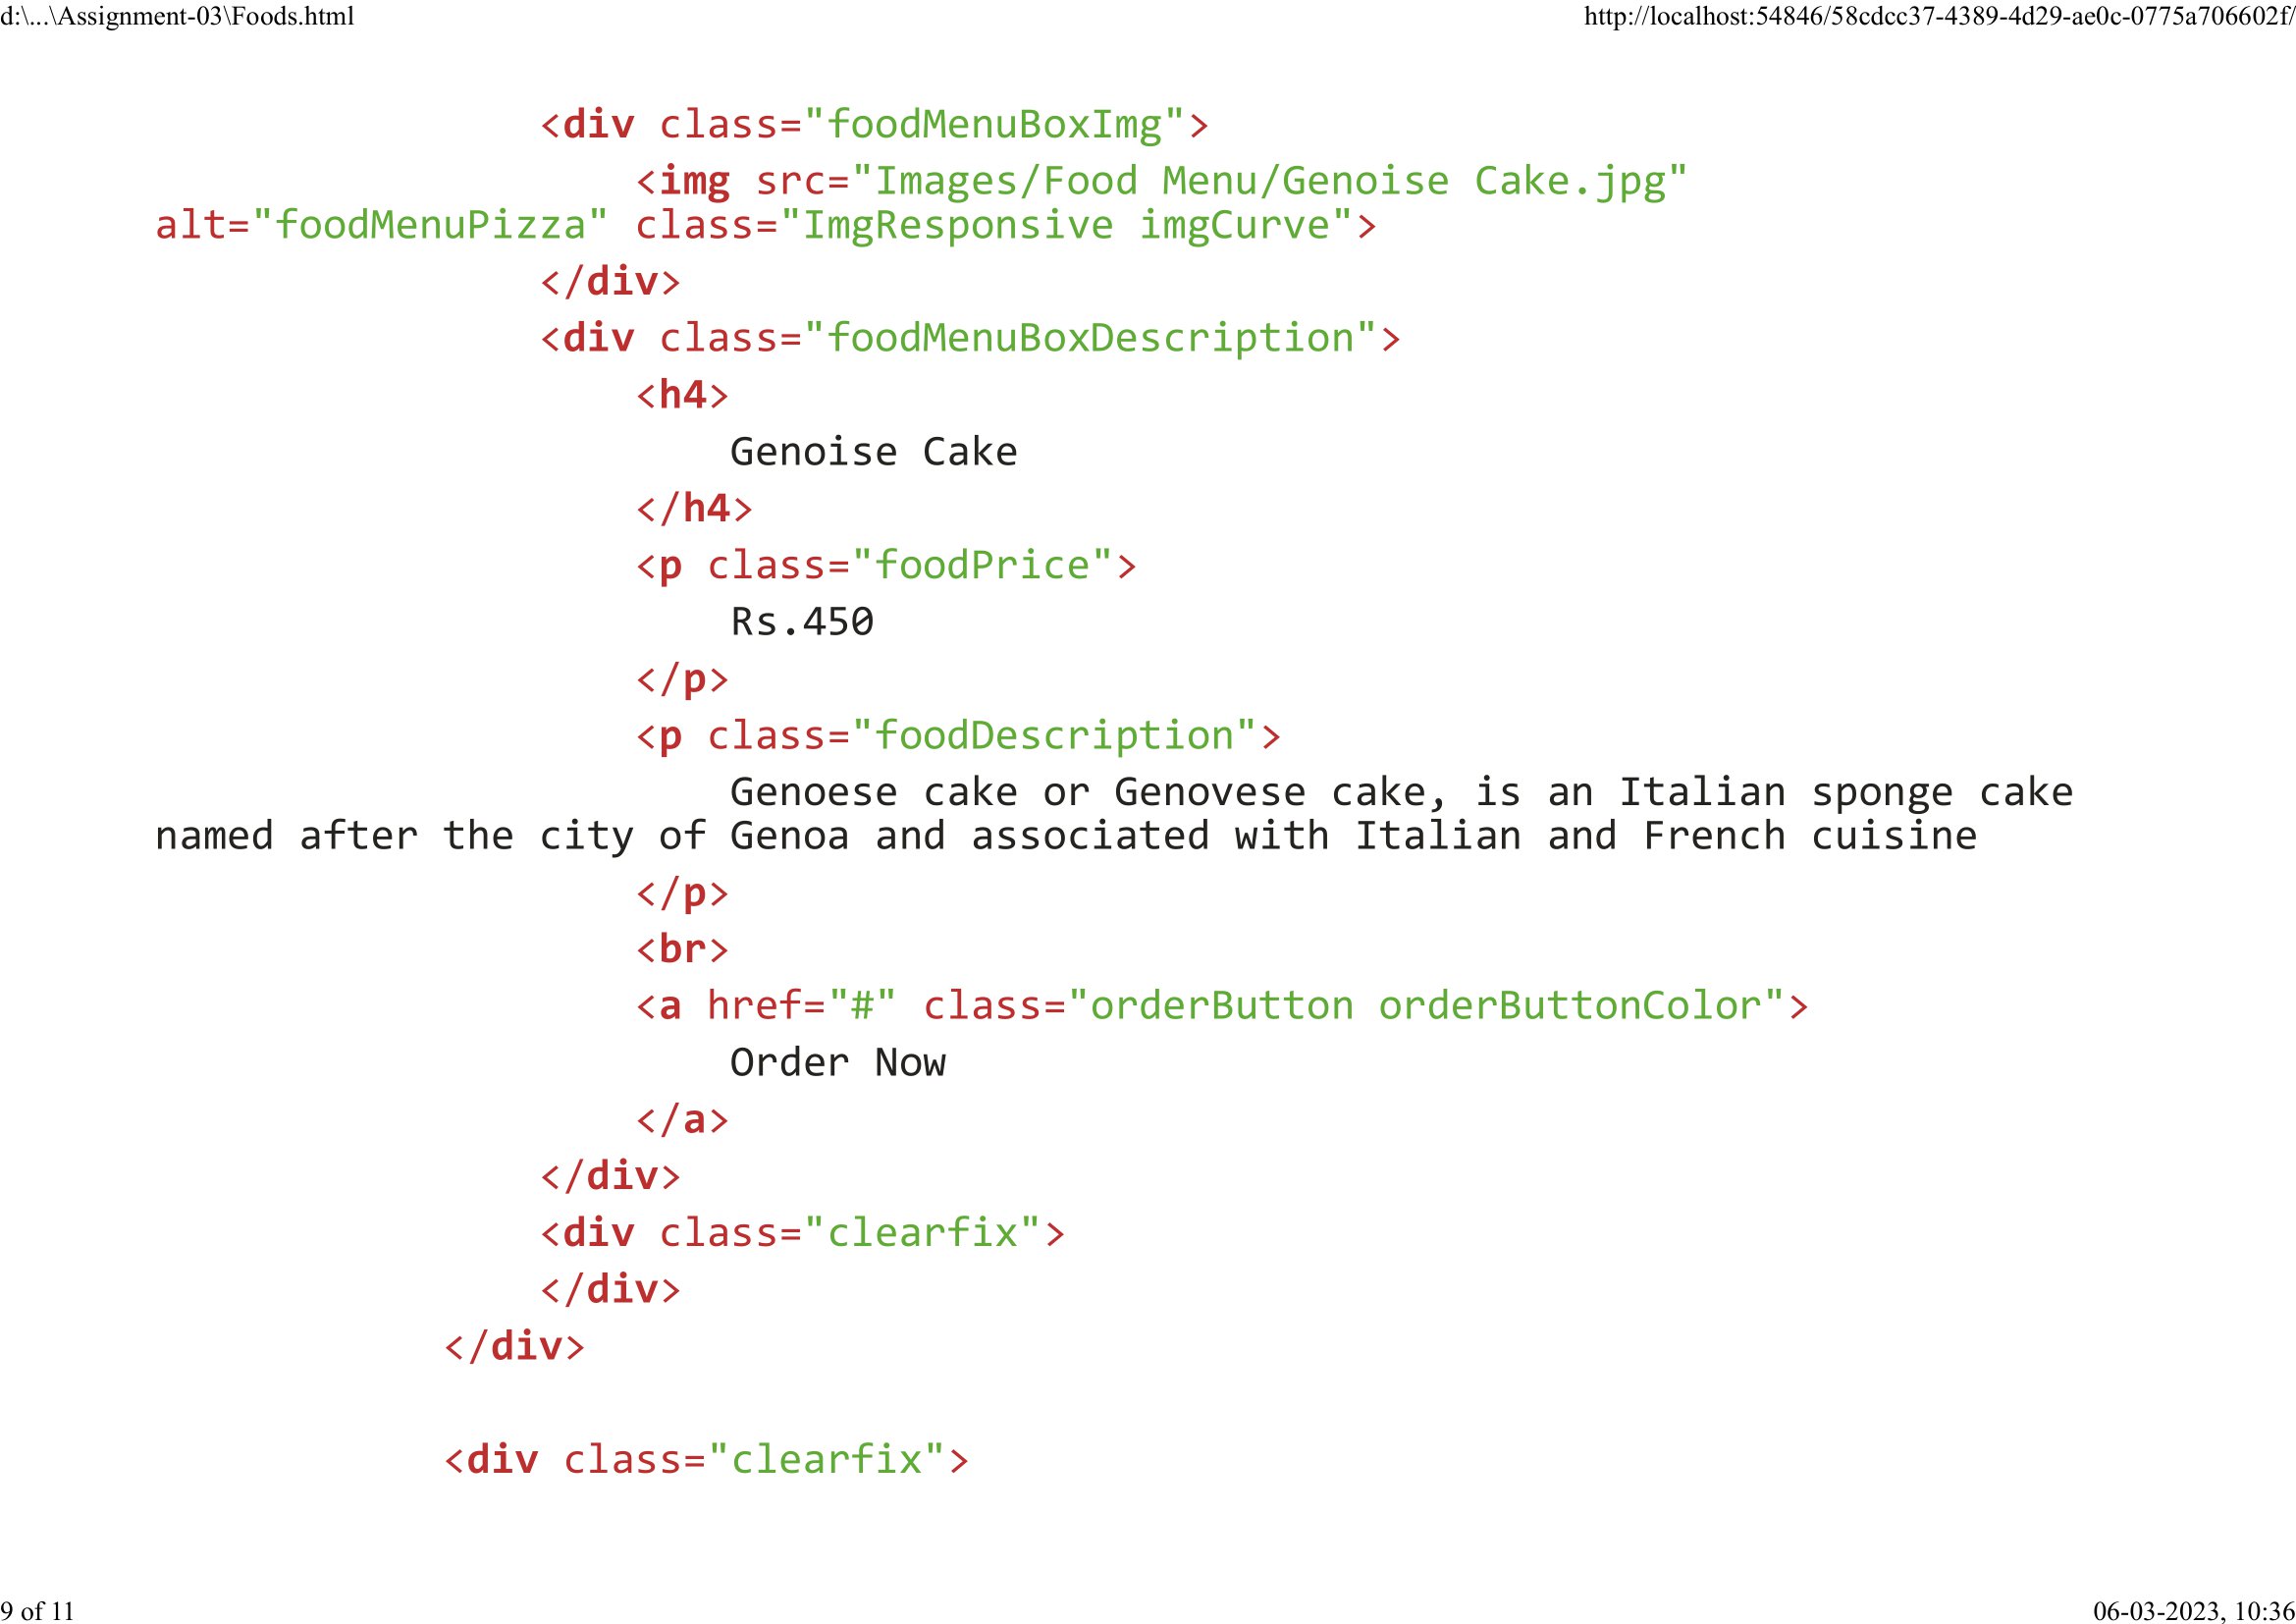 d:\...\Assignment-03\Foods.html
http://localhost:54846/58cdcc37-4389-4d29-ae0c-0775a706602f/
<div class="foodMenuBoxImg">
<img src="Images/Food Menu/Genoise Cake.jpg"
alt="foodMenuPizza" class="ImgResponsive imgCurve">
</div>
<div class="foodMenuBoxDescription">
<h4>
Genoise Cake
</h4>
<p class="foodPrice">
Rs.450
</p>
<p class="foodDescription">
Genoese cake or Genovese cake, is an Italian sponge cake
named after the city of Genoa and associated with Italian and French cuisine
</p>
<br>
<a href="#" class="orderButton orderButtonColor">
Order Now
</a>
</div>
<div class="clearfix">
</div>
</div>
<div class="clearfix">
9 of 11
06-03-2023, 10:36